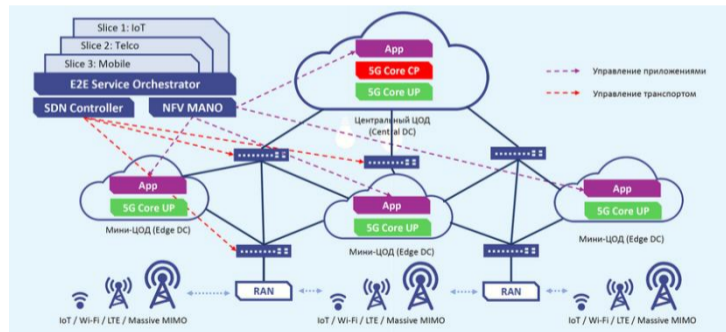 Slice 1: IoT
Slice 2: Telco
Slice 3: Mobile
E2E Service Orchestrator
SDN Controller
NFV MANO
App
5G Core CP
5G Core UP
Центральный ЦОД
(Central DC)
Управление приложениями
Управление транспортом
App
5G Core UP
Мини-ЦОД (Edge DC)
App
5G Core UP
Мини-ЦОД (Edge DC)
App
5G Core UP
Мини-ЦОД (Edge DC)
RAN
RAN
IoT / Wi-Fi / LTE / Massive MIMO
IoT / Wi-Fi / LTE / Massive MIMO
IoT / Wi-Fi / LTE / Massive MIMO